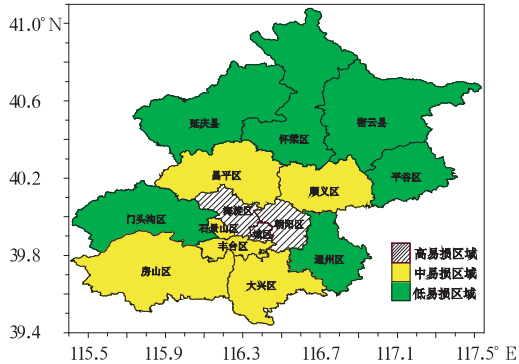 41.0°N
40.6
40.2
39.8
39.4
延庆县
怀柔区
密云县
昌平区
顺义区
平谷区
门头沟区
海淀区
朝阳区
石景山区
城区
丰台区
通州区
房山区
大兴区
高易损区域
中易损区域
低易损区域
115.5
115.9
116.3
116.7
117.1
117.5°E